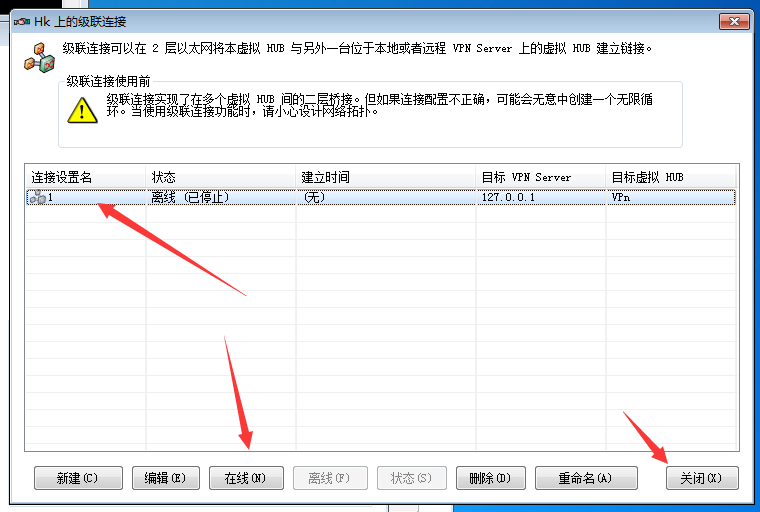 Hk 上的级联连接
级联连接可以在 2 层以太网将本虚拟 HUB 与另外一台位于本地或者远程 VPN Server 上的虚拟 HUB 建立链接。
级联连接使用前
级联连接实现了在多个虚拟 HUB 间的二层桥接。但如果连接配置不正确，可能会无意中创建一个无限循
环。当使用级联连接功能时，请小心设计网络拓扑。
连接设置名 状态 建立时间 目标 VPN Server 目标虚拟 HUB
1 离线 (已停止) (无) 127.0.0.1 VPn
新建(C) 编辑(E) 在线(N) 离线(F) 状态(S) 删除(D) 重命名(A) 关闭(X)